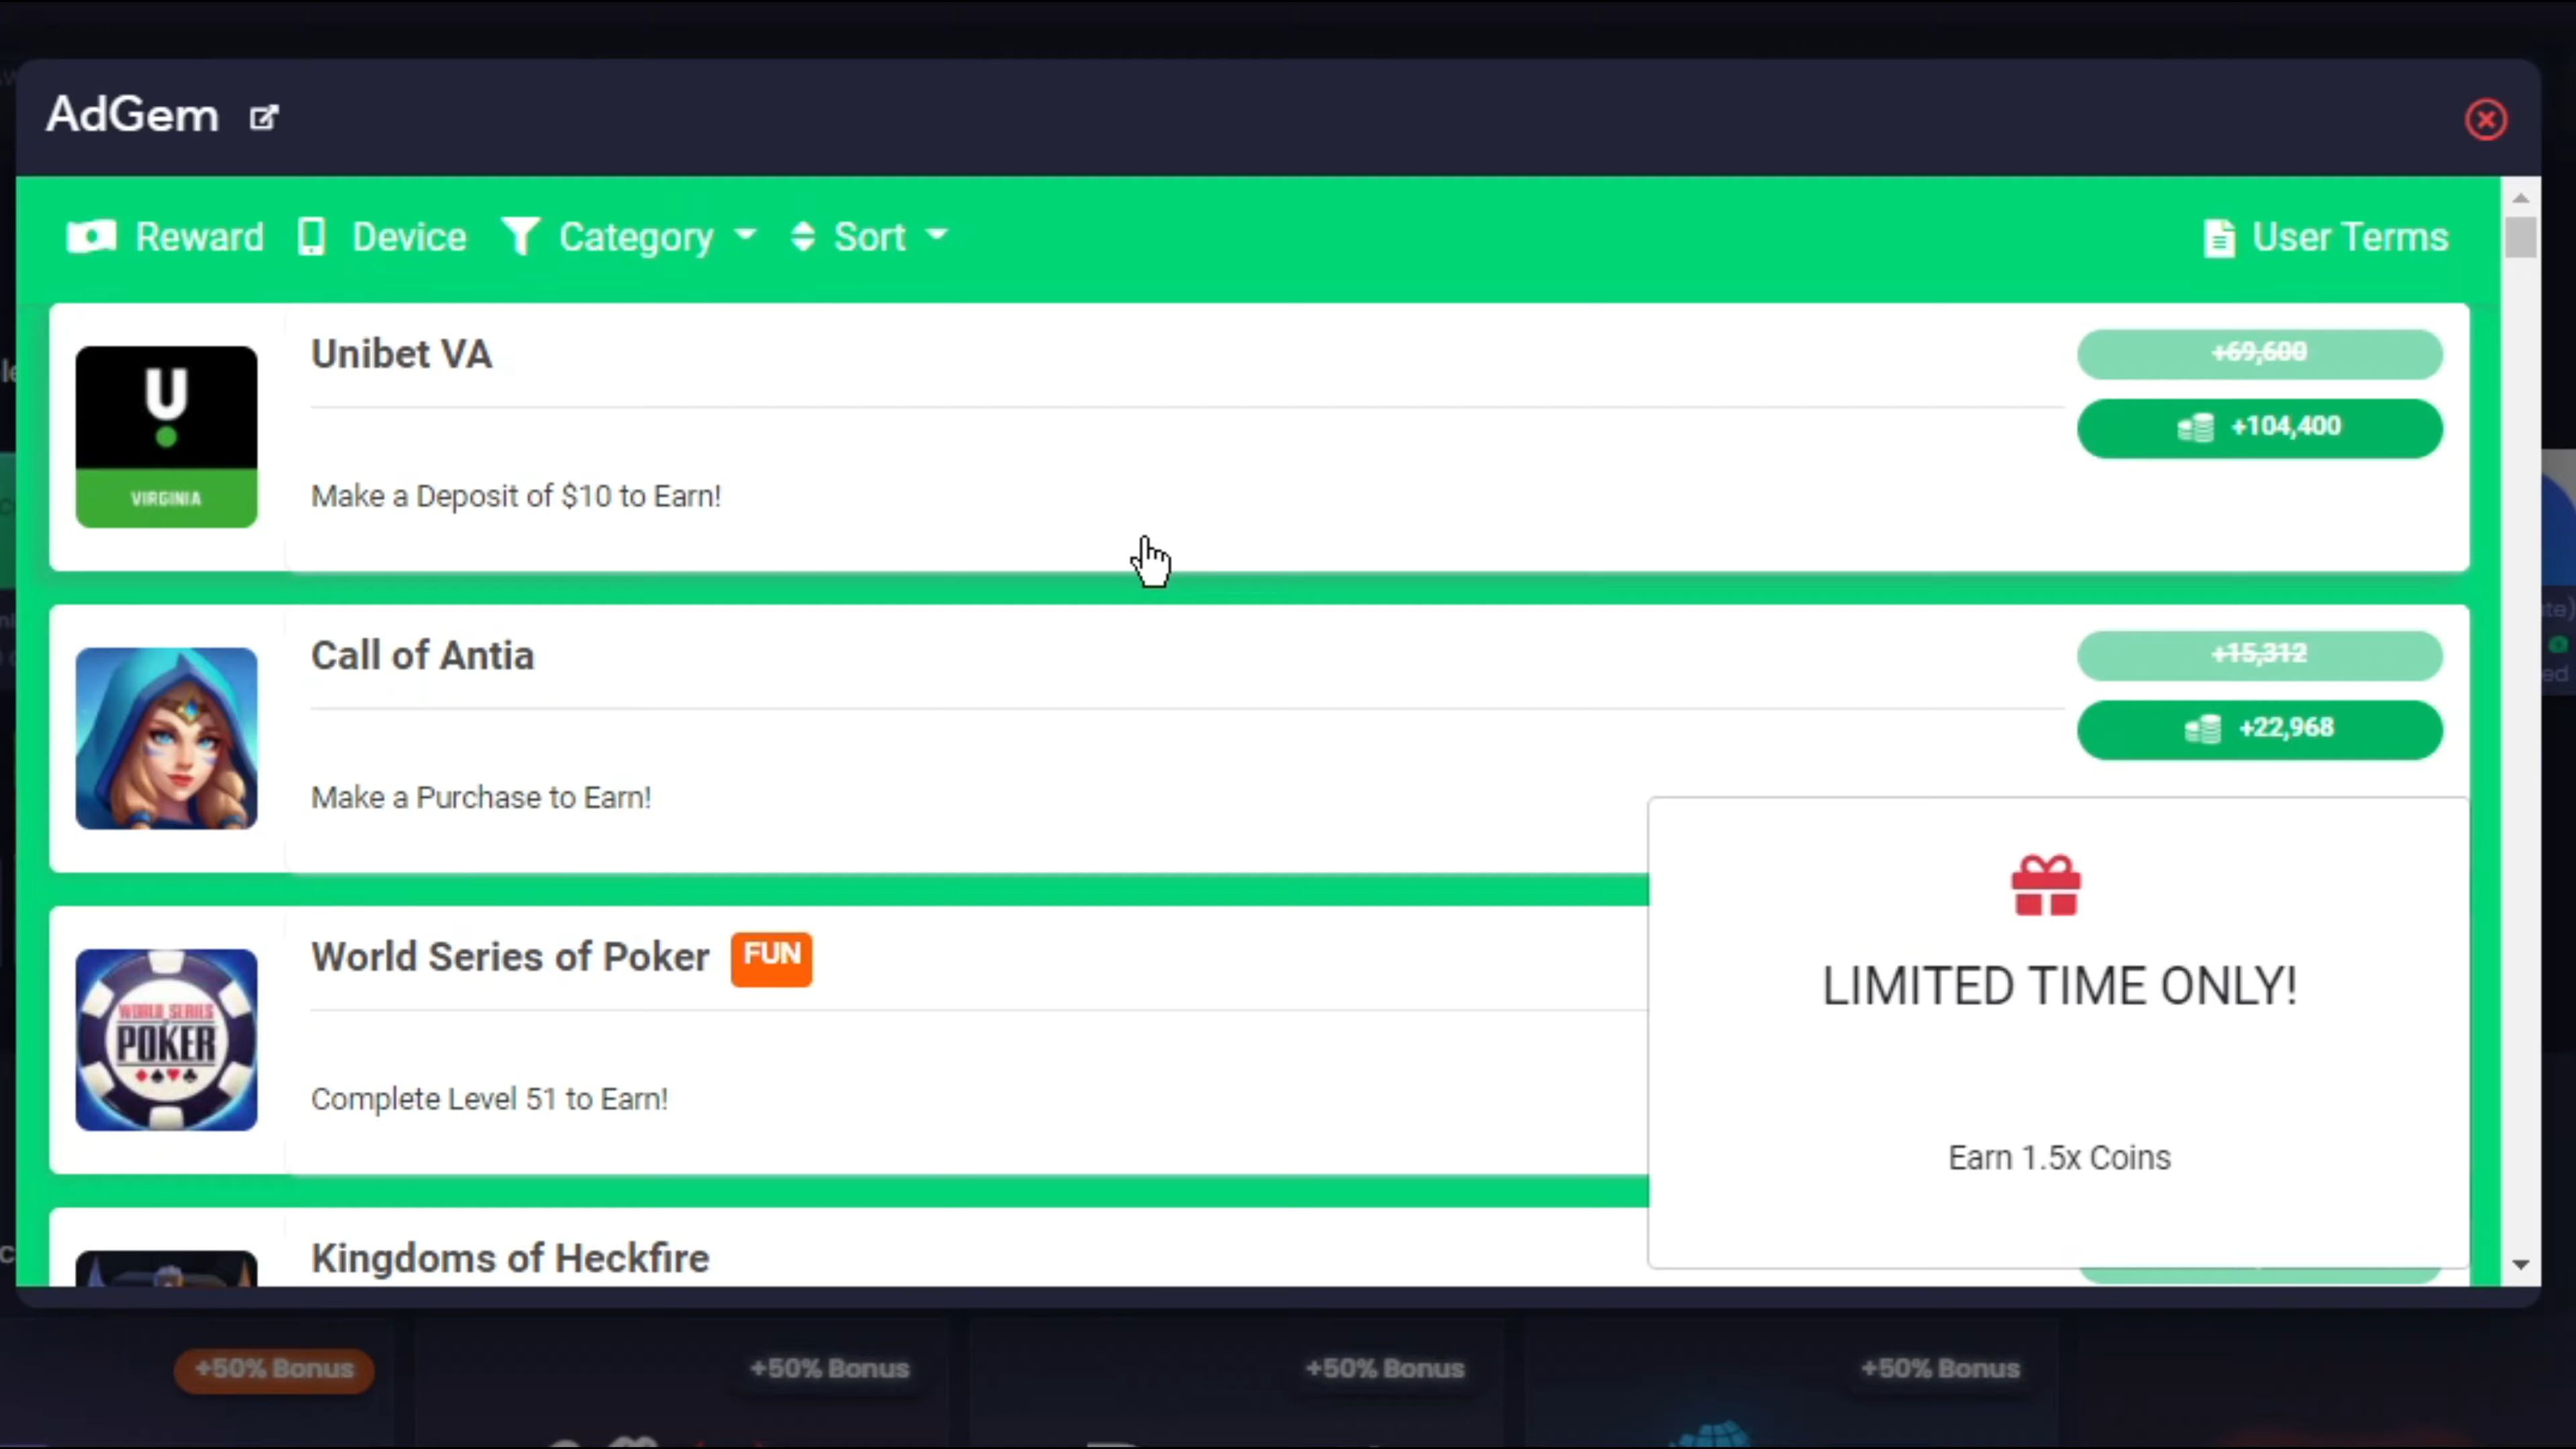 AdGem
Reward Device Category Sort User Terms
Unibet VA
+69,600
+104,400
VIRGINIA
Make a Deposit of $10 to Earn!
Call of Antia
+15,312
+22,968
Make a Purchase to Earn!
World Series of Poker FUN
WORLD SERIES
POKER
Complete Level 51 to Earn!
LIMITED TIME ONLY!
Earn 1.5x Coins
Kingdoms of Heckfire
+50% Bonus +50% Bonus +50% Bonus +50% Bonus